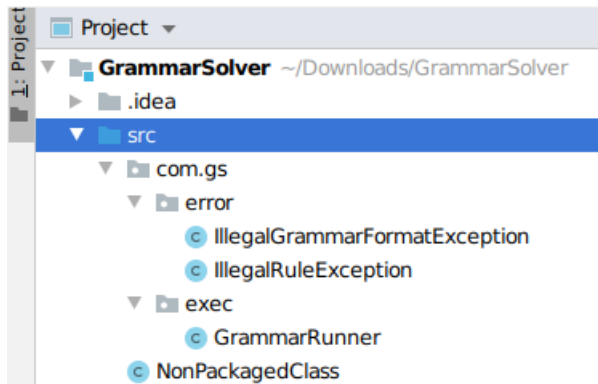 1: Project
Project
GrammarSolver ~/Downloads/GrammarSolver
.idea
src
com.gs
error
IllegalGrammarFormatException
IllegalRuleException
exec
GrammarRunner
NonPackagedClass